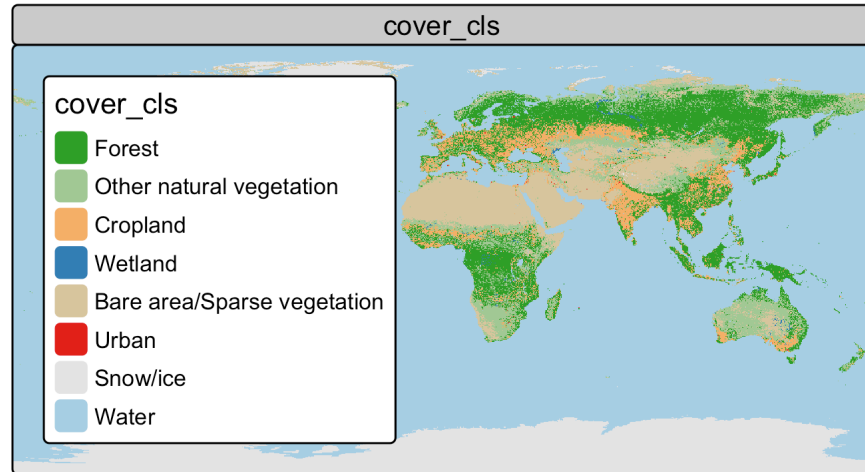 cover_cls
cover_cls
Forest
Other natural vegetation
Cropland
Wetland
Bare area/Sparse vegetation
Urban
Snow/ice
Water